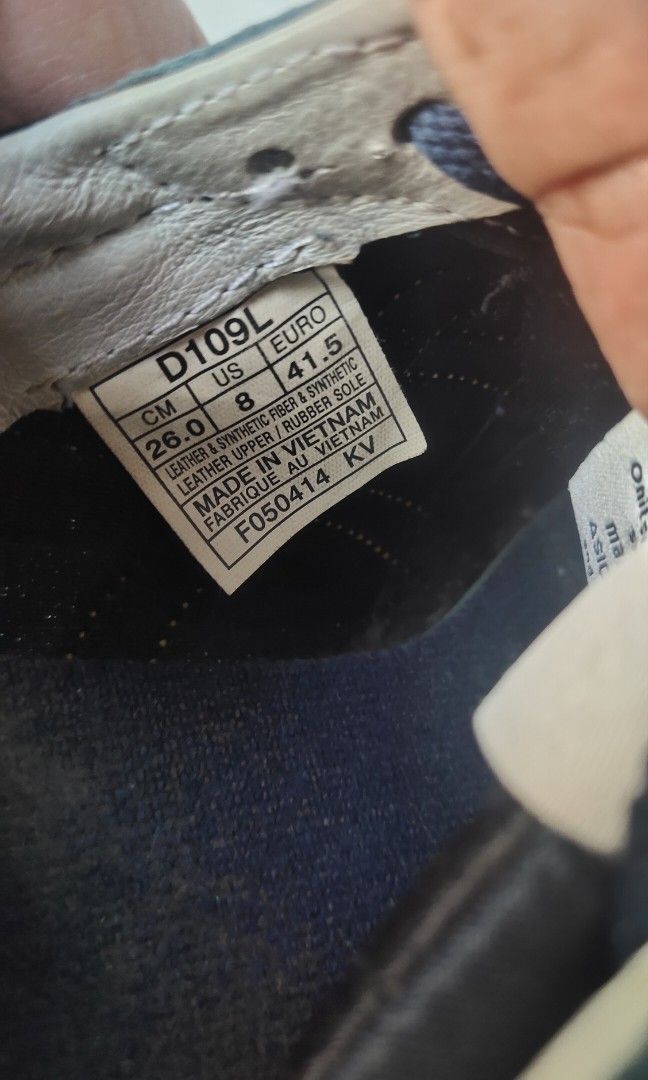 D109L
CM US EURO
26.0 8 41.5
LEATHER & SYNTHETIC FIBER & SYNTHETIC
LEATHER UPPER / RUBBER SOLE
MADE IN VIETNAM
FABRIQUE AU VIETNAM
F050414 KV